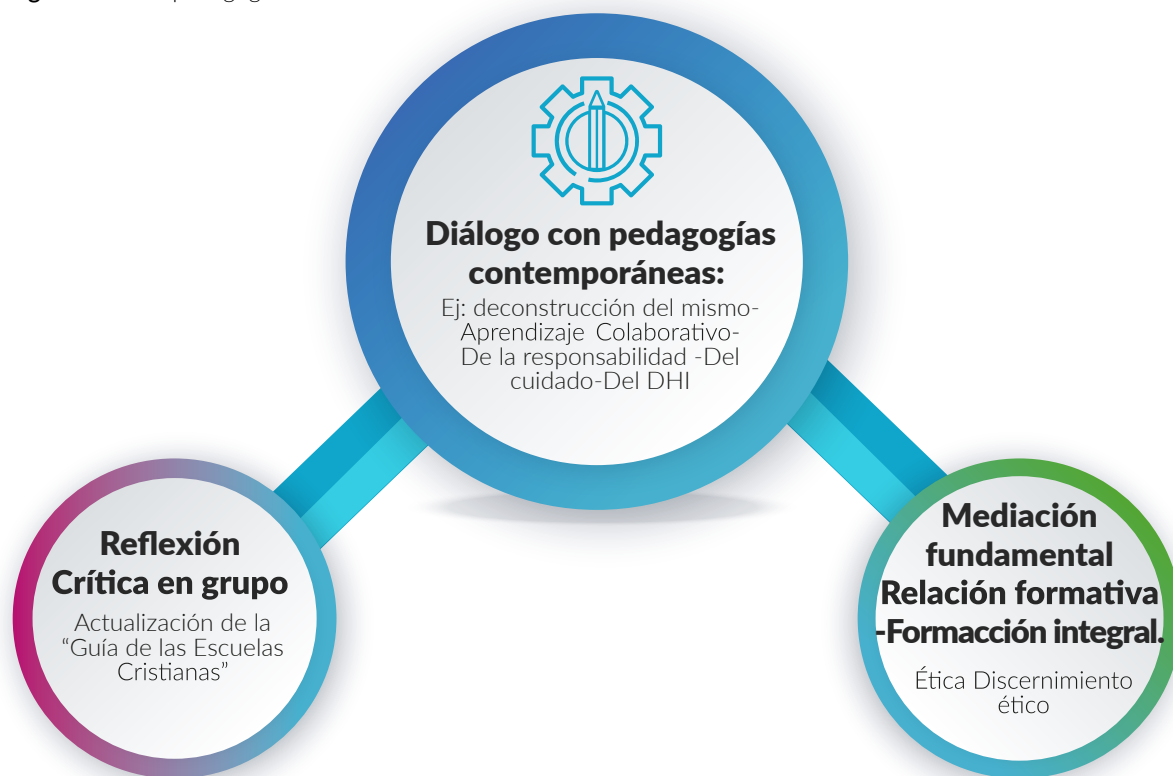 Diálogo con pedagogías
contemporáneas:
Ej: deconstrucción del mismo-
Aprendizaje Colaborativo-
De la responsabilidad -Del
cuidado-Del DHI
Reflexión
Crítica en grupo
Actualización de la
“Guía de las Escuelas
Cristianas”
Mediación
fundamental
Relación formativa
-Formacción integral.
Ética Discernimiento
ético